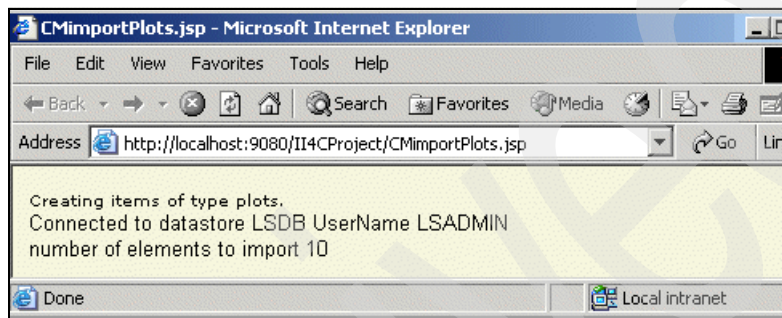 CMimportPlots.jsp - Microsoft Internet Explorer
File Edit View Favorites Tools Help
Back Search Favorites Media
Address http://localhost:9080/II4CProject/CMimportPlots.jsp Go
Creating items of type plots.
Connected to datastore LSDB UserName LSADMIN
number of elements to import 10
Done Local intranet